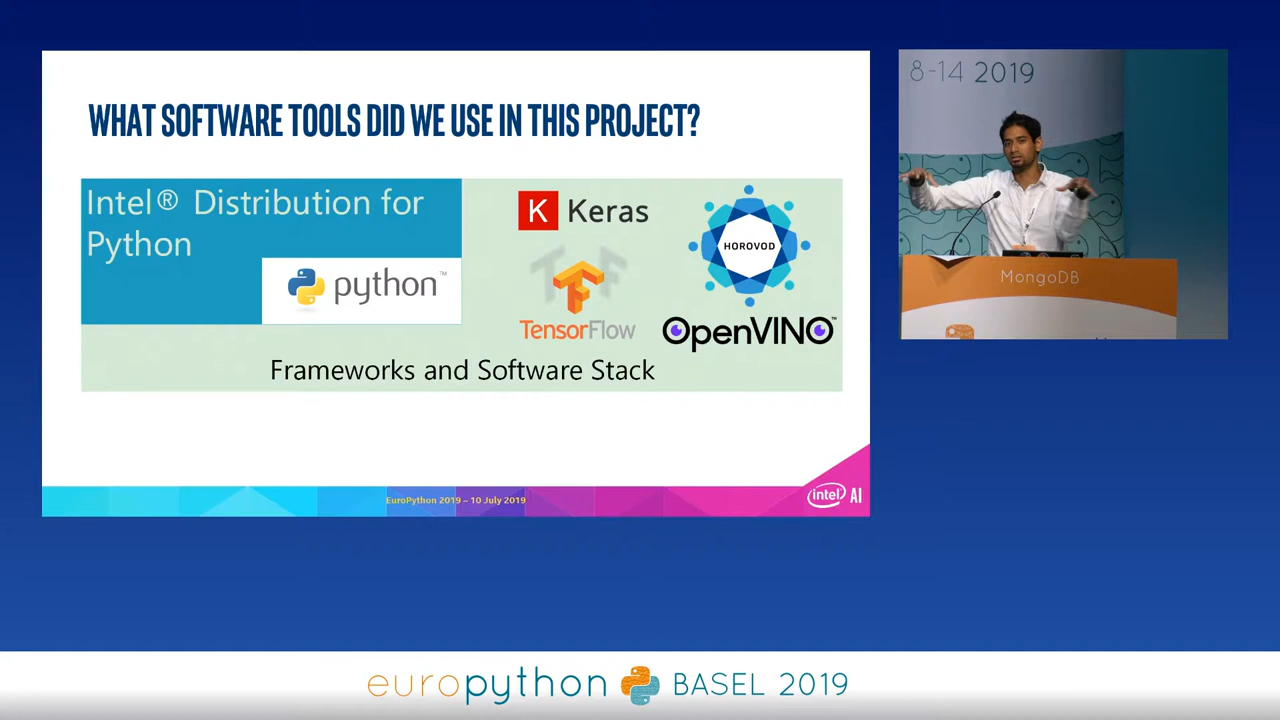 WHAT SOFTWARE TOOLS DID WE USE IN THIS PROJECT?
Intel® Distribution for
Python
python™
K Keras
TensorFlow
HOROVOD
OpenVINO™
Frameworks and Software Stack
EuroPython 2019 – 10 July 2019
intel AI
8-14 2019
MongoDB
europython BASEL 2019